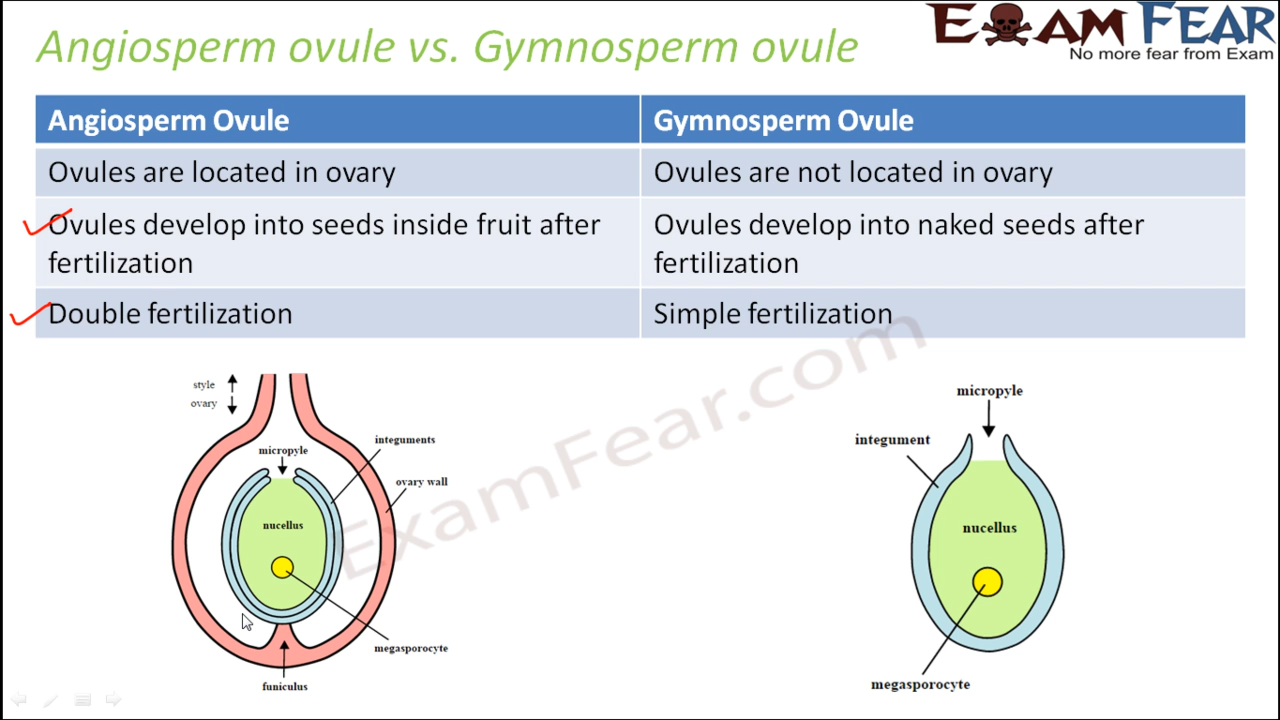 Angiosperm ovule vs. Gymnosperm ovule
EXAM FEAR
No more fear from Exam
Angiosperm Ovule
Gymnosperm Ovule
Ovules are located in ovary
Ovules are not located in ovary
Ovules develop into seeds inside fruit after
fertilization
Ovules develop into naked seeds after
fertilization
Double fertilization
Simple fertilization
style
ovary
micropyle
integuments
ovary wall
nucellus
megasporocyte
funiculus
ExamFear.com
micropyle
integument
nucellus
megasporocyte